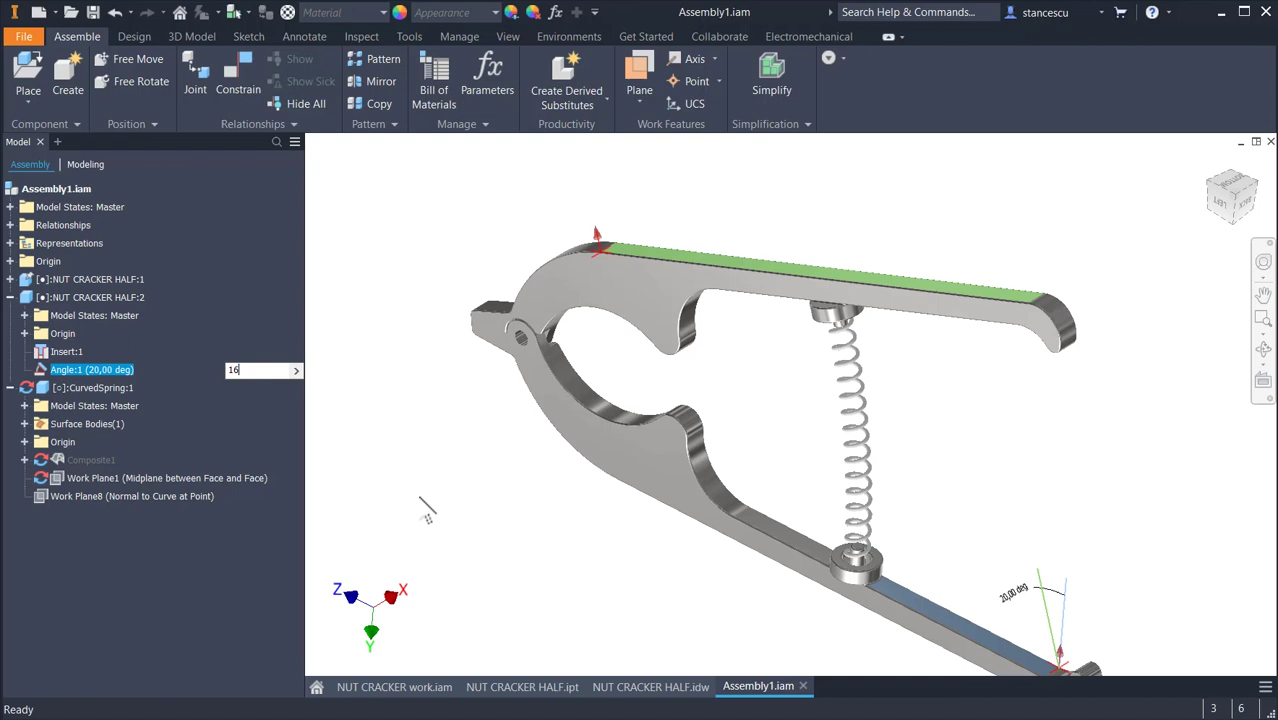 Material
Appearance
Assembly1.iam
Search Help & Commands...
stancescu
File
Assemble
Design
3D Model
Sketch
Annotate
Inspect
Tools
Manage
View
Environments
Get Started
Collaborate
Electromechanical
Place
Create
Free Move
Free Rotate
Joint
Constrain
Show
Show Sick
Hide All
Pattern
Mirror
Copy
Bill of
Materials
Parameters
Create Derived
Substitutes
Plane
Axis
Point
UCS
Simplify
Component
Position
Relationships
Pattern
Manage
Productivity
Work Features
Simplification
Model
Assembly
Modeling
Assembly1.iam
Model States: Master
Relationships
Representations
Origin
[●]:NUT CRACKER HALF:1
[●]:NUT CRACKER HALF:2
Model States: Master
Origin
Insert:1
Angle:1 (20,00 deg)
16
[○]:CurvedSpring:1
Model States: Master
Surface Bodies(1)
Origin
Composite1
Work Plane1 (Midplane between Face and Face)
Work Plane8 (Normal to Curve at Point)
LEFT
BACK
Z
X
Y
20,00 deg
NUT CRACKER work.iam
NUT CRACKER HALF.ipt
NUT CRACKER HALF.idw
Assembly1.iam
Ready
3
6